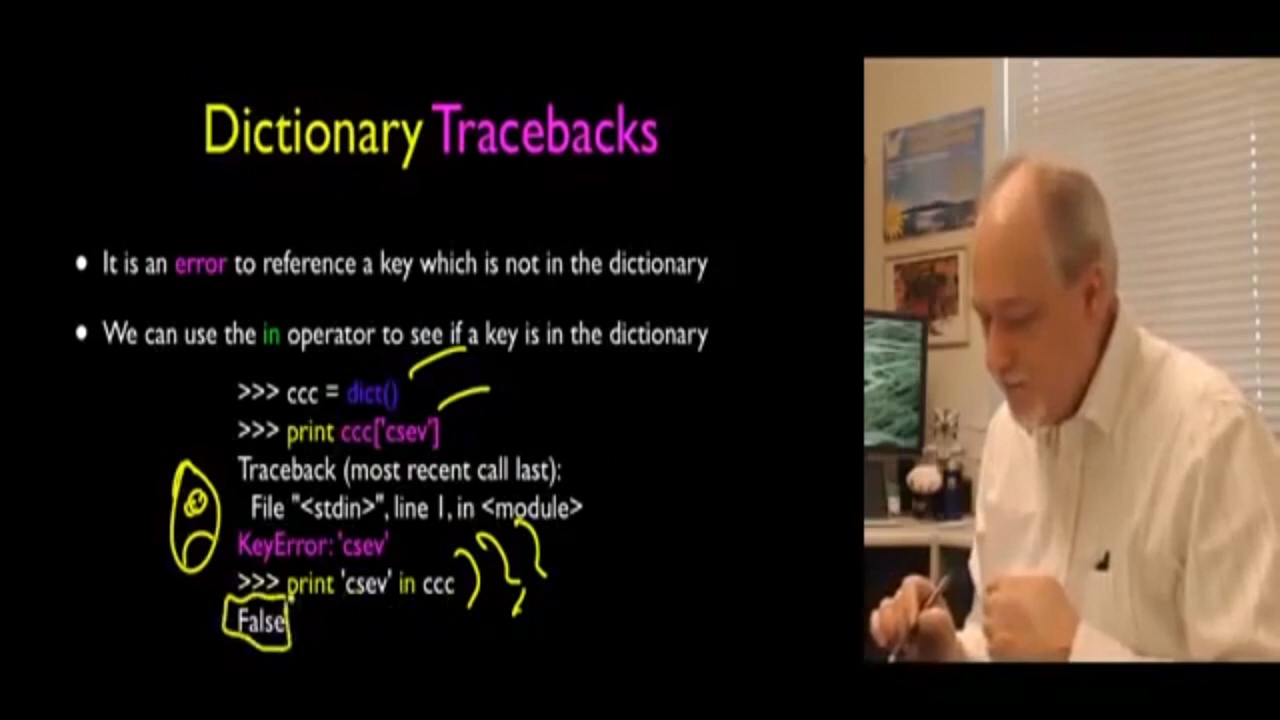 Dictionary Tracebacks
• It is an error to reference a key which is not in the dictionary
• We can use the in operator to see if a key is in the dictionary
>>> ccc = dict()
>>> print ccc['csev']
Traceback (most recent call last):
File "<stdin>", line 1, in <module>
KeyError: 'csev'
>>> print 'csev' in ccc
False